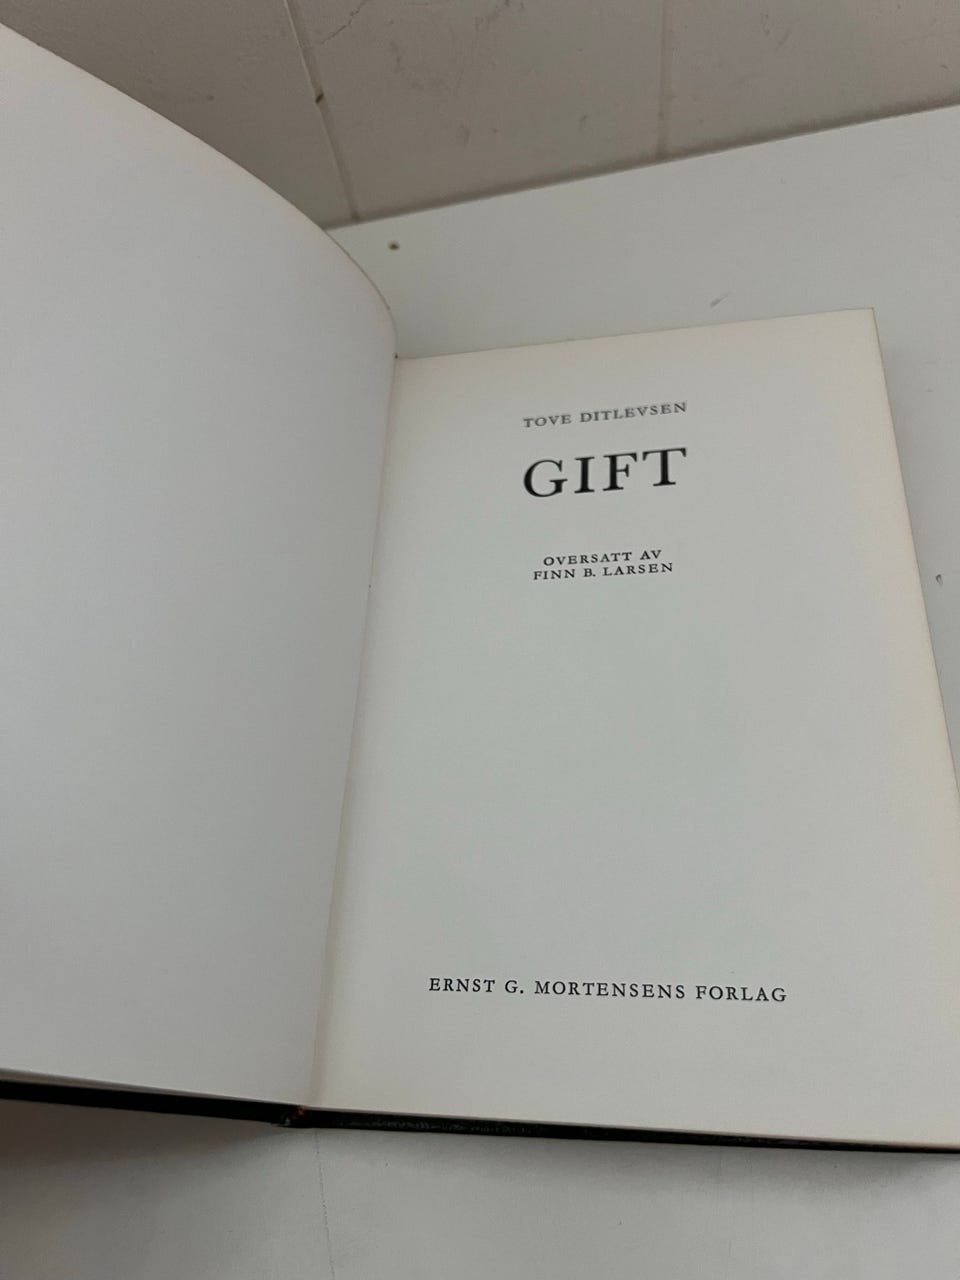 TOVE DITLEVSEN
GIFT
OVERSATT AV
FINN B. LARSEN
ERNST G. MORTENSENS FORLAG